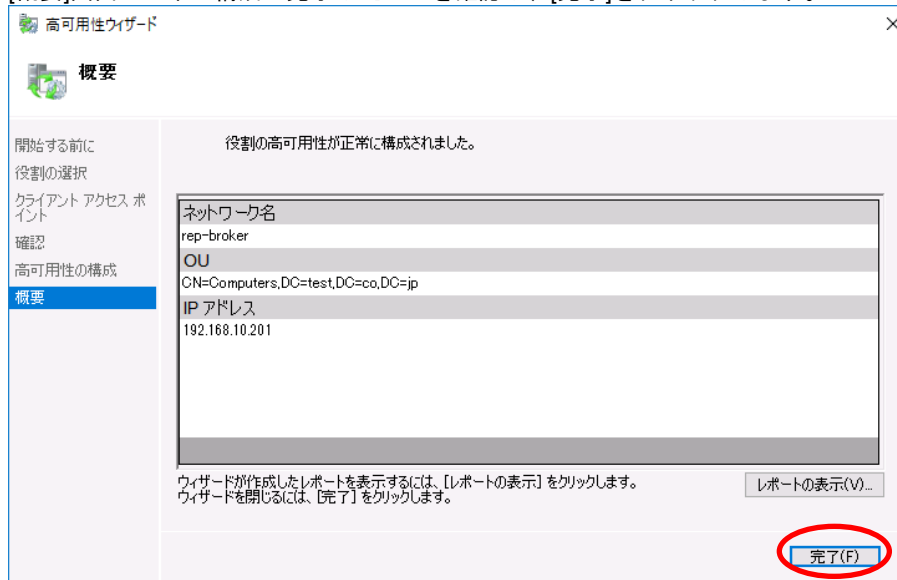 高可用性ウィザード
概要
開始する前に
役割の選択
クライアント アクセス ポ
イント
確認
高可用性の構成
概要
役割の高可用性が正常に構成されました。
ネットワーク名
rep-broker
OU
CN=Computers,DC=test,DC=co,DC=jp
IP アドレス
192.168.10.201
ウィザードが作成したレポートを表示するには、[レポートの表示] をクリックします。
ウィザードを閉じるには、[完了] をクリックします。
レポートの表示(V)...
完了(F)